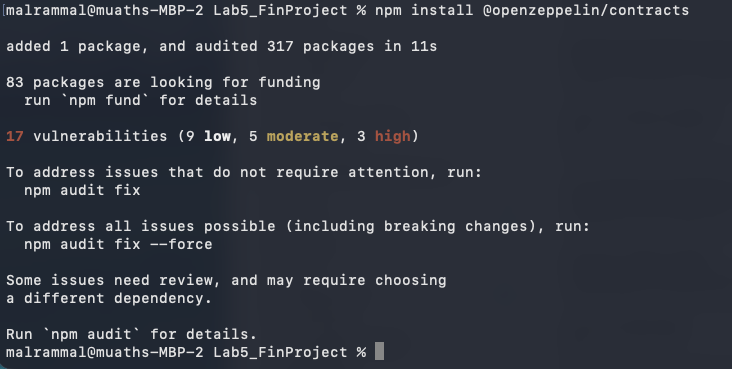 malrammal@muaths-MBP-2 Lab5_FinProject % npm install @openzeppelin/contracts
added 1 package, and audited 317 packages in 11s
83 packages are looking for funding
  run `npm fund` for details
17 vulnerabilities (9 low, 5 moderate, 3 high)
To address issues that do not require attention, run:
  npm audit fix
To address all issues possible (including breaking changes), run:
  npm audit fix --force
Some issues need review, and may require choosing
a different dependency.
Run `npm audit` for details.
malrammal@muaths-MBP-2 Lab5_FinProject %